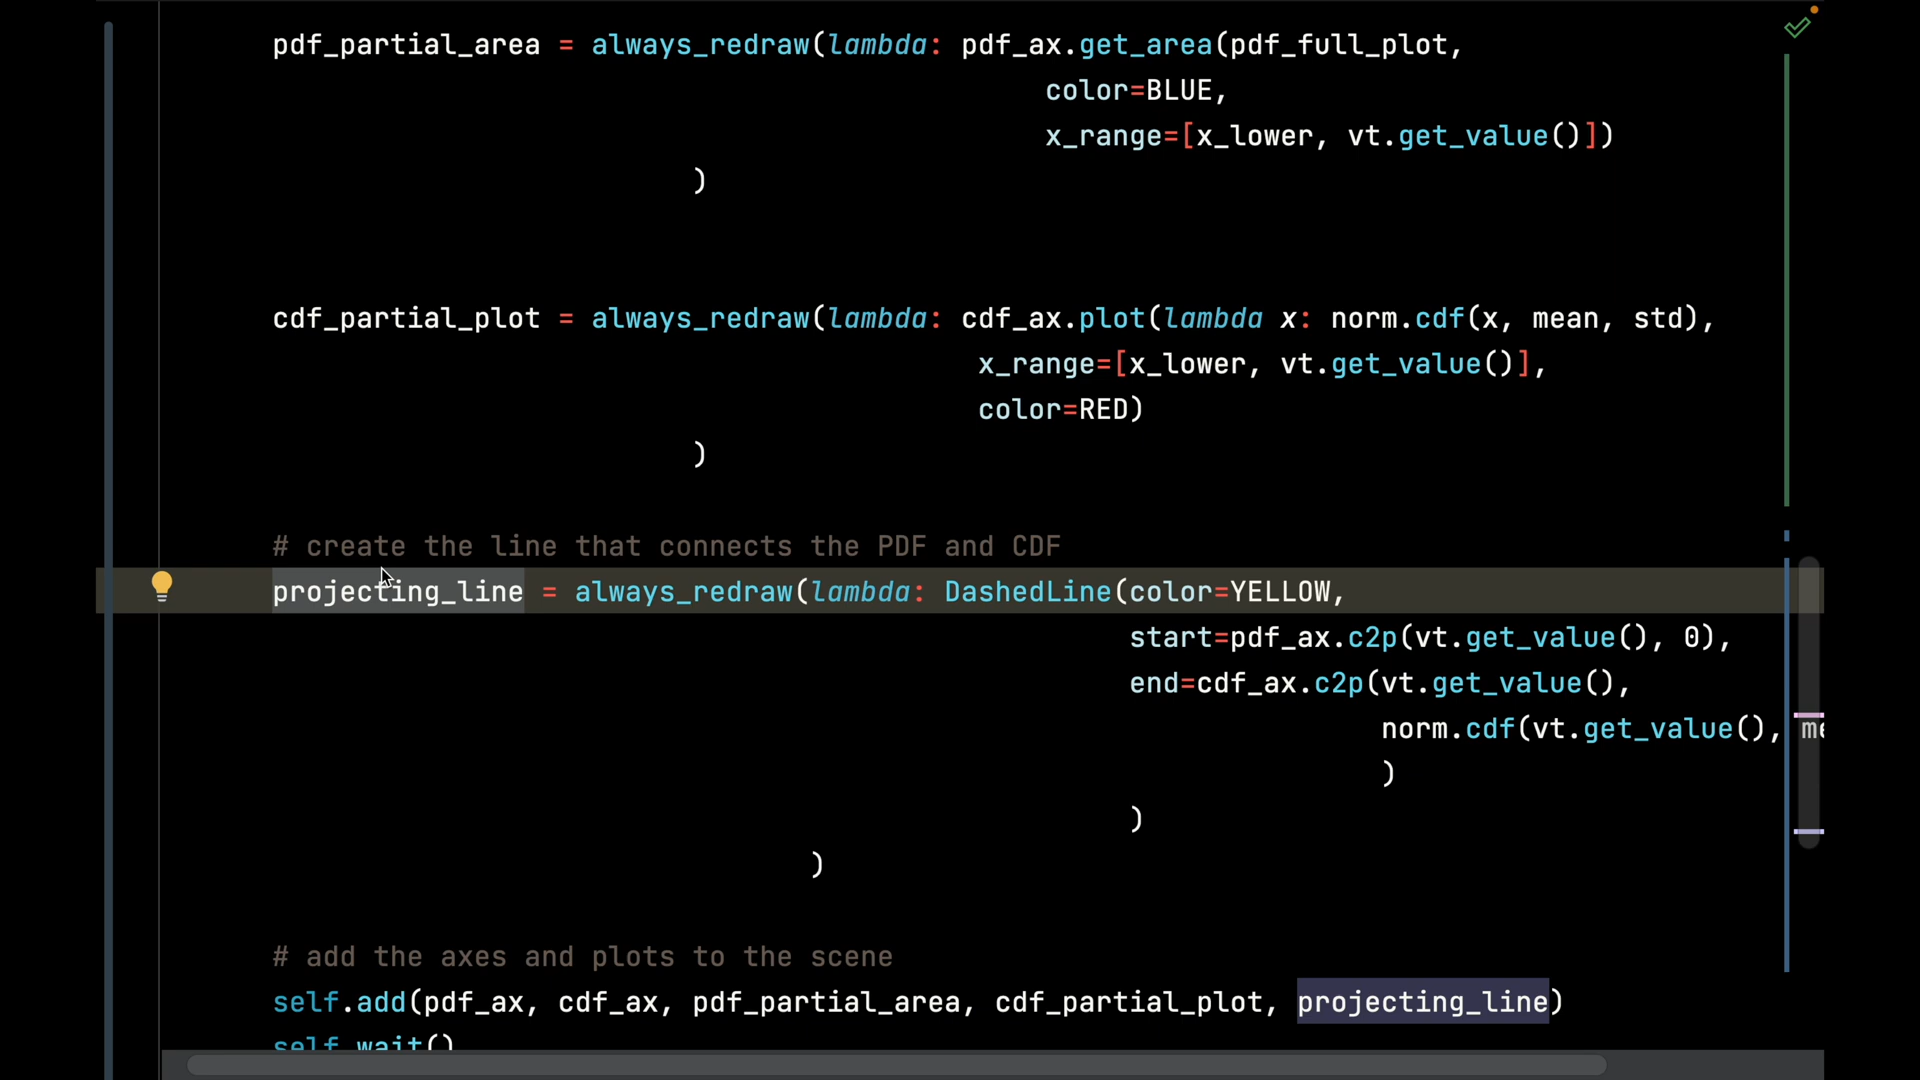 pdf_partial_area = always_redraw(lambda: pdf_ax.get_area(pdf_full_plot,
color=BLUE,
x_range=[x_lower, vt.get_value()])
)
cdf_partial_plot = always_redraw(lambda: cdf_ax.plot(lambda x: norm.cdf(x, mean, std),
x_range=[x_lower, vt.get_value()],
color=RED)
)
# create the line that connects the PDF and CDF
projecting_line = always_redraw(lambda: DashedLine(color=YELLOW,
start=pdf_ax.c2p(vt.get_value(), 0),
end=cdf_ax.c2p(vt.get_value(),
norm.cdf(vt.get_value(),
)
)
)
# add the axes and plots to the scene
self.add(pdf_ax, cdf_ax, pdf_partial_area, cdf_partial_plot, projecting_line)
self.wait()